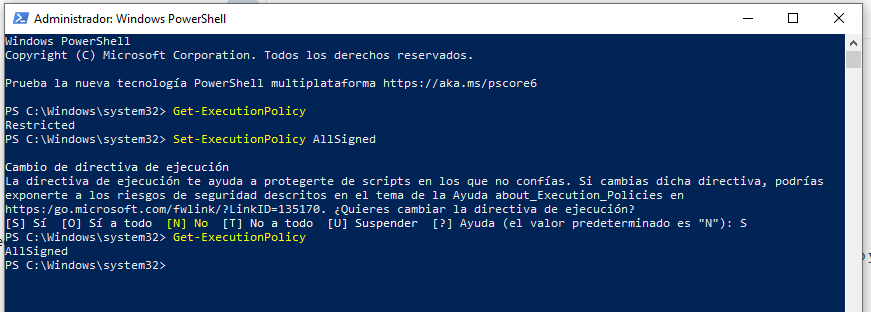 Administrador: Windows PowerShell
Windows PowerShell
Copyright (C) Microsoft Corporation. Todos los derechos reservados.
Prueba la nueva tecnología PowerShell multiplataforma https://aka.ms/pscore6
PS C:\Windows\system32> Get-ExecutionPolicy
Restricted
PS C:\Windows\system32> Set-ExecutionPolicy AllSigned
Cambio de directiva de ejecución
La directiva de ejecución te ayuda a protegerte de scripts en los que no confías. Si cambias dicha directiva, podrías
exponerte a los riesgos de seguridad descritos en el tema de la Ayuda about_Execution_Policies en
https:/go.microsoft.com/fwlink/?LinkID=135170. ¿Quieres cambiar la directiva de ejecución?
[S] Sí  [O] Sí a todo  [N] No  [T] No a todo  [U] Suspender  [?] Ayuda (el valor predeterminado es "N"): S
PS C:\Windows\system32> Get-ExecutionPolicy
AllSigned
PS C:\Windows\system32>